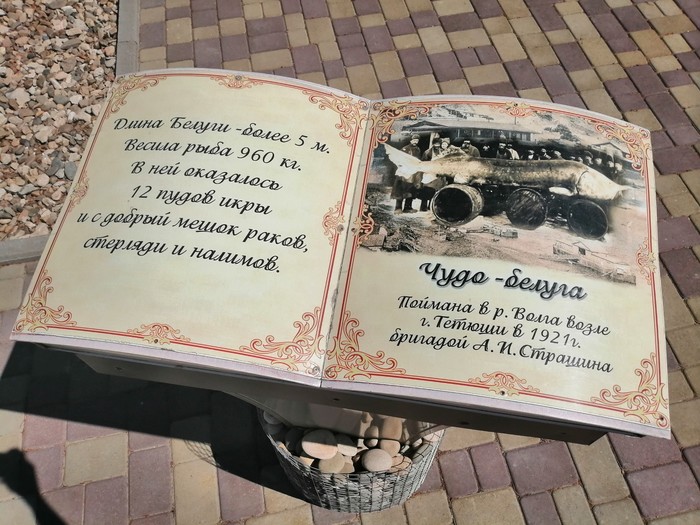 Длина Белуги -более 5 м.
Весила рыба 960 кг.
В ней оказалось
12 пудов икры
и с добрый мешок раков,
стерляди и налимов.
Чудо -белуга
Поймана в р. Волга возле
г. Тетюши в 1921г.
бригадой А.И.Страшина